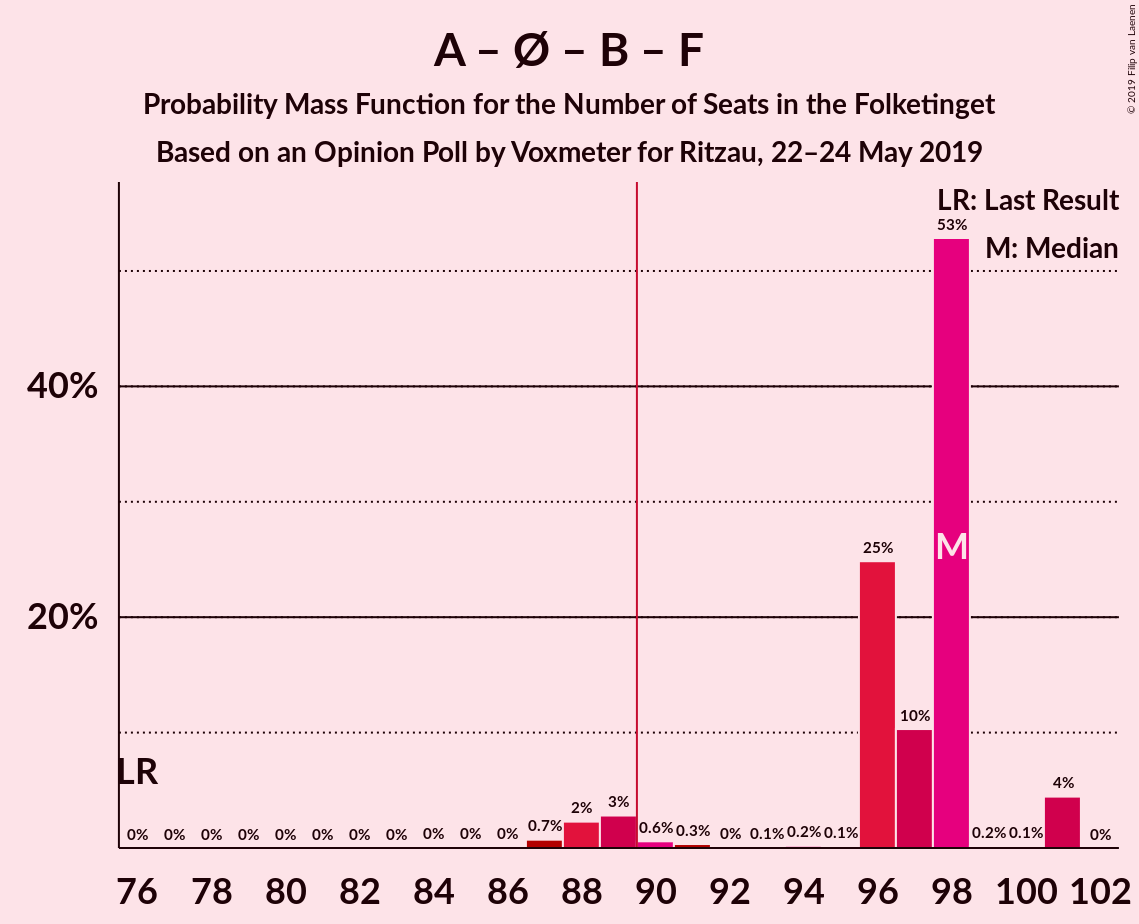 A – Ø – B – F
Probability Mass Function for the Number of Seats in the Folketinget
Based on an Opinion Poll by Voxmeter for Ritzau, 22–24 May 2019
© 2019 Filip van Laenen
LR: Last Result
M: Median
53%
40%
M
25%
20%
10%
LR
4%
3%
2%
0% 0% 0% 0% 0% 0% 0% 0% 0% 0% 0% 0.7% 0.6% 0.3% 0% 0.1% 0.2% 0.1% 0.2% 0.1% 0%
76 78 80 82 84 86 88 90 92 94 96 98 100 102